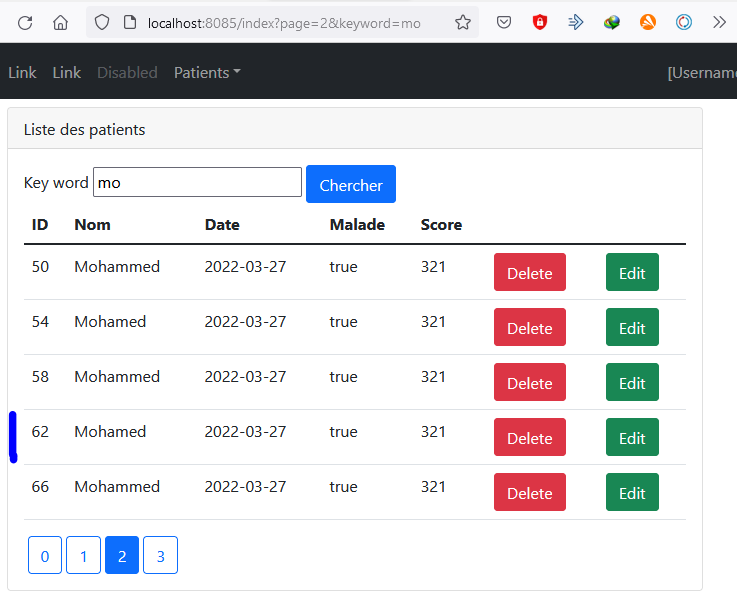 localhost:8085/index?page=2&keyword=mo
Link Link Disabled Patients [Usernam
Liste des patients
Key word mo Chercher
ID Nom Date Malade Score
50 Mohammed 2022-03-27 true 321 Delete Edit
54 Mohamed 2022-03-27 true 321 Delete Edit
58 Mohammed 2022-03-27 true 321 Delete Edit
62 Mohamed 2022-03-27 true 321 Delete Edit
66 Mohammed 2022-03-27 true 321 Delete Edit
0 1 2 3